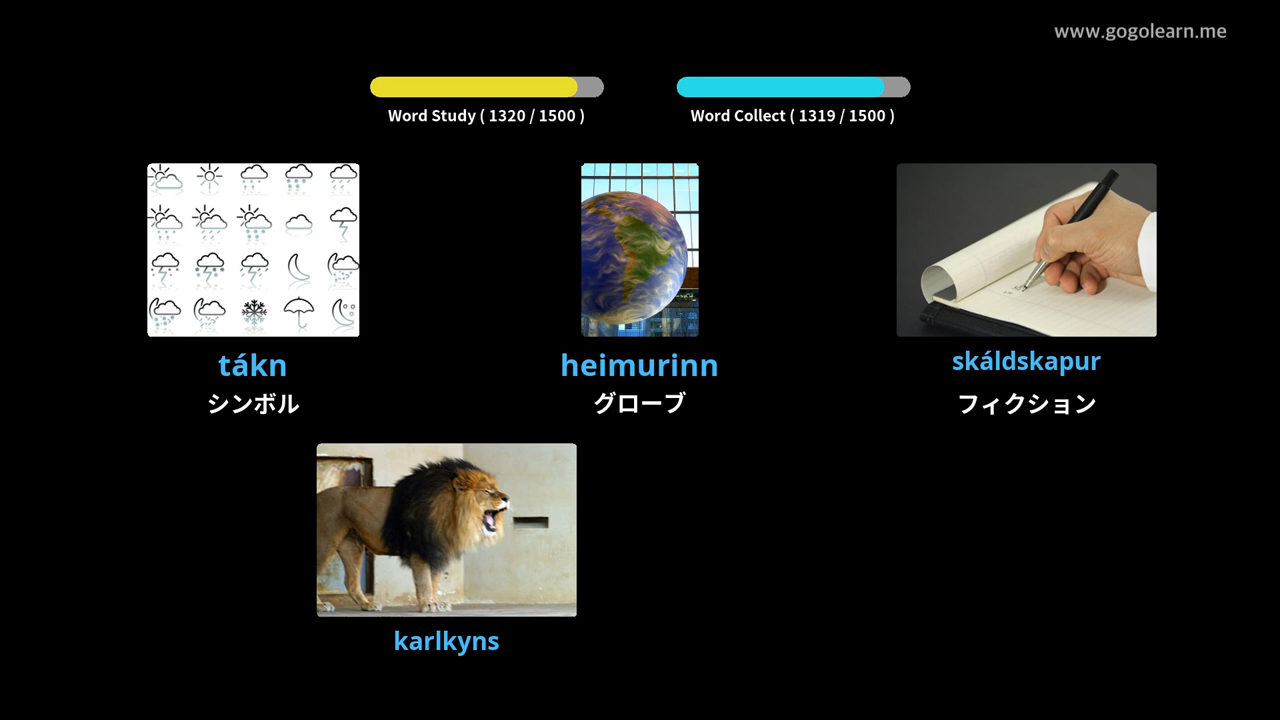 www.gogolearn.me
Word Study ( 1320 / 1500 )
Word Collect ( 1319 / 1500 )
tákn
シンボル
heimurinn
グローブ
skáldskapur
フィクション
karlkyns